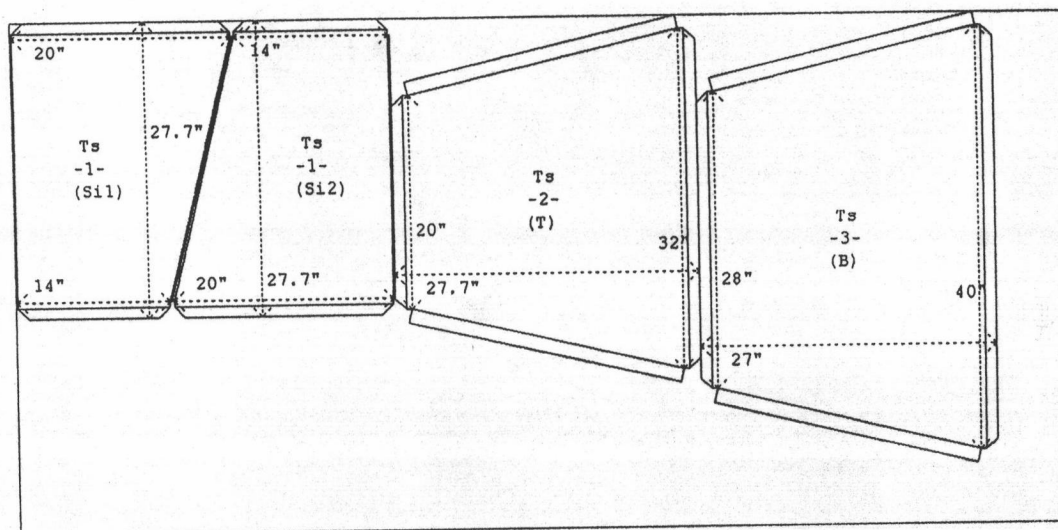 20"
14"
27.7"
Ts
-1-
(Si1)
Ts
-1-
(Si2)
14"
20"
27.7"
Ts
-2-
(T)
20"
32"
27.7"
Ts
-3-
(B)
28"
40"
27"